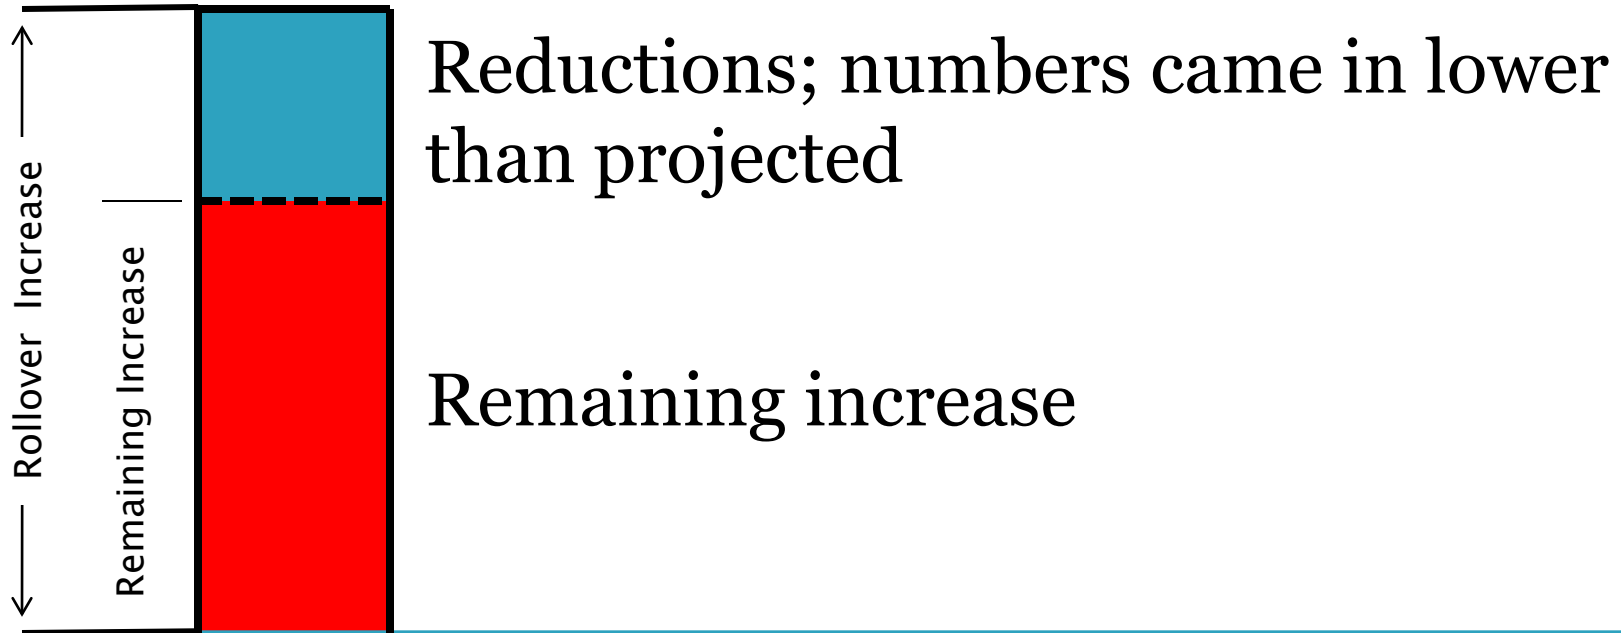 Rollover Increase
Remaining Increase
Reductions; numbers came in lower
than projected
Remaining increase